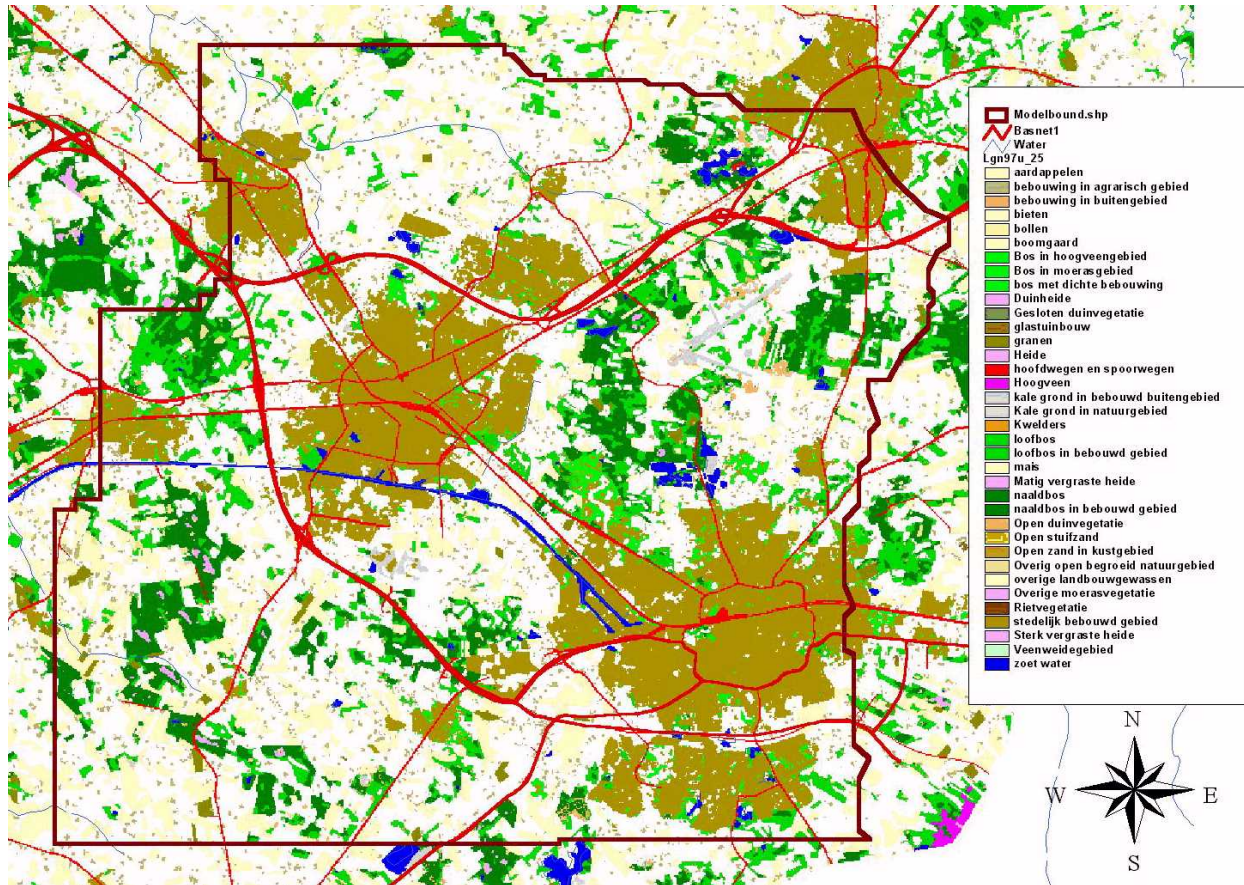 Modelbound.shp
Basnet1
Water
Lgn97u_25
aardappelen
bebouwing in agrarisch gebied
bebouwing in buitengebied
bieten
bollen
boomgaard
Bos in hoogveengebied
Bos in moerasgebied
bos met dichte bebouwing
Duinheide
Gesloten duinvegetatie
glastuinbouw
granen
Heide
hoofdwegen en spoorwegen
Hoogveen
kale grond in bebouwd buitengebied
Kale grond in natuurgebied
Kwelders
loofbos
loofbos in bebouwd gebied
mais
Matig vergraste heide
naaldbos
naaldbos in bebouwd gebied
Open duinvegetatie
Open stuifzand
Open zand in kustgebied
Overig open begroeid natuurgebied
overige landbouwgewassen
Overige moerasvegetatie
Rietvegetatie
stedelijk bebouwd gebied
Sterk vergraste heide
Veenweidegebied
zoet water
N
W E
S